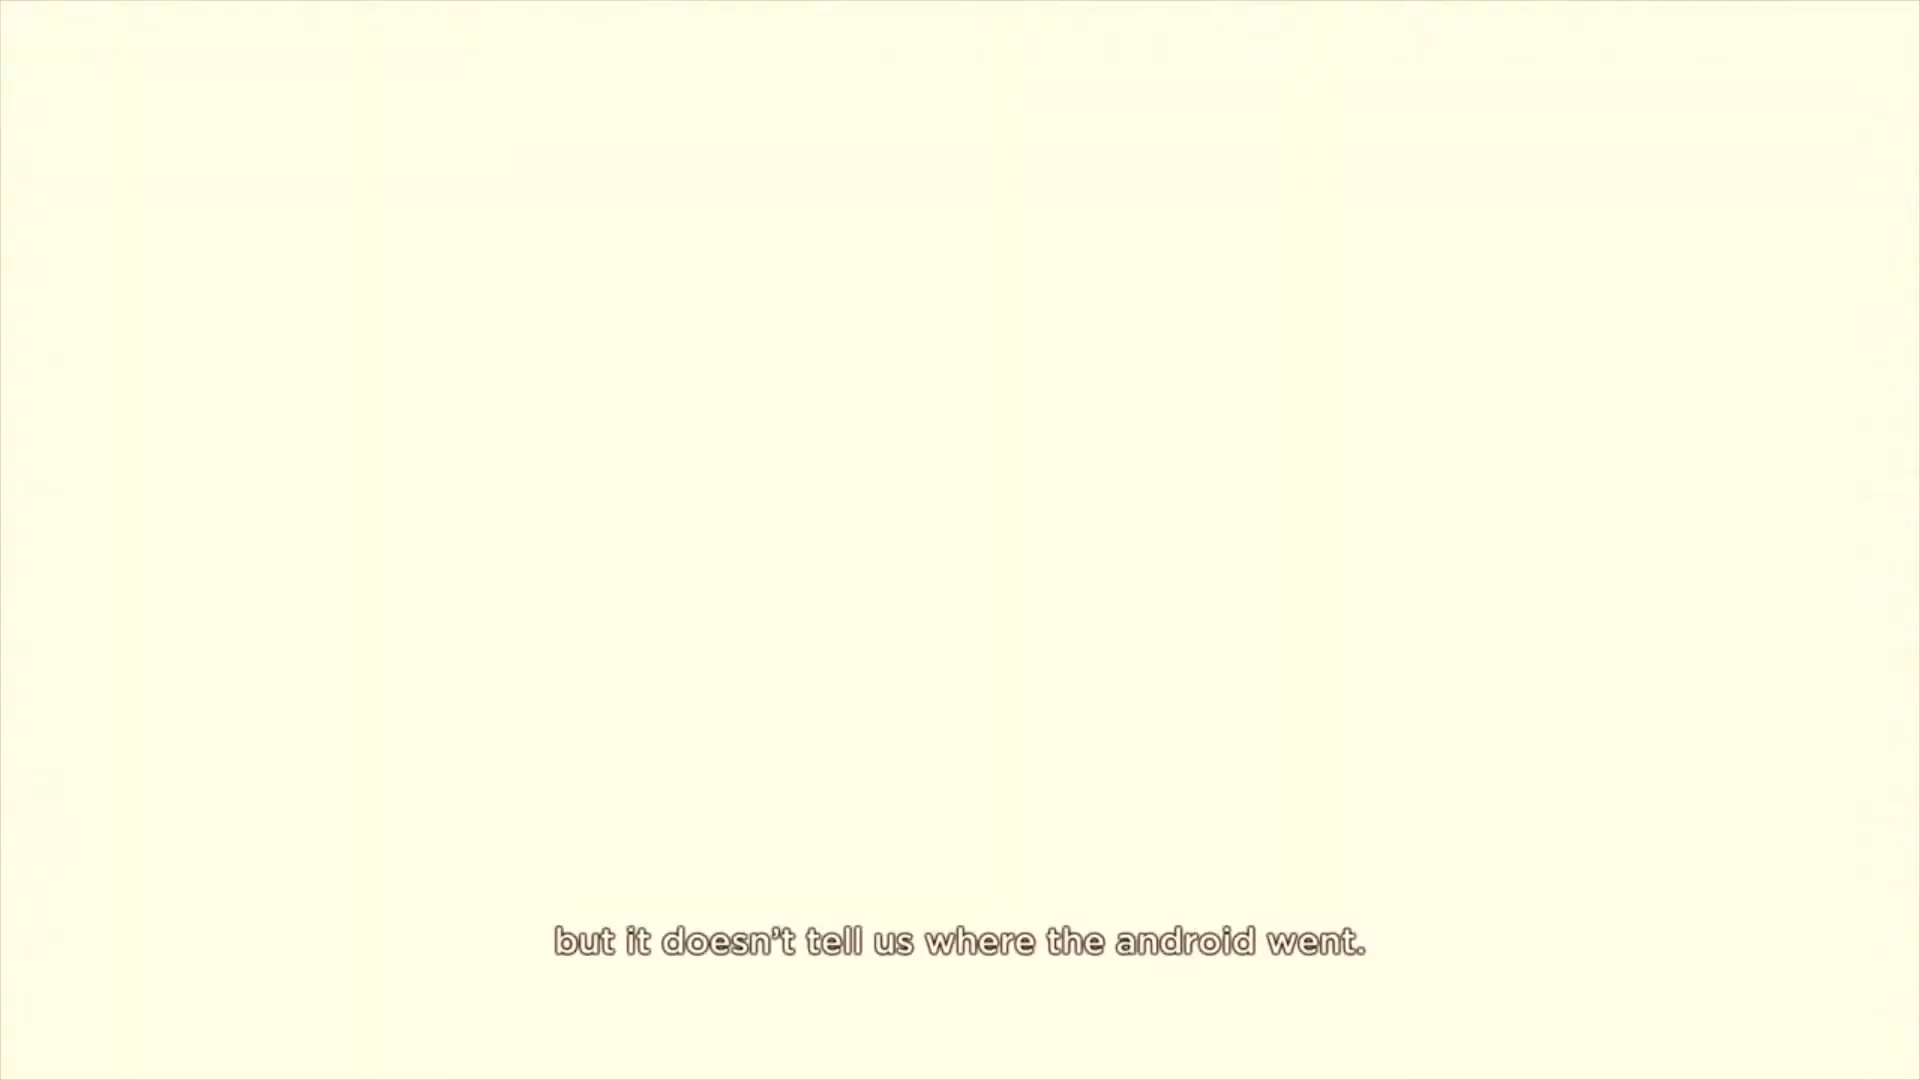 but it doesn’t tell us where the android went.